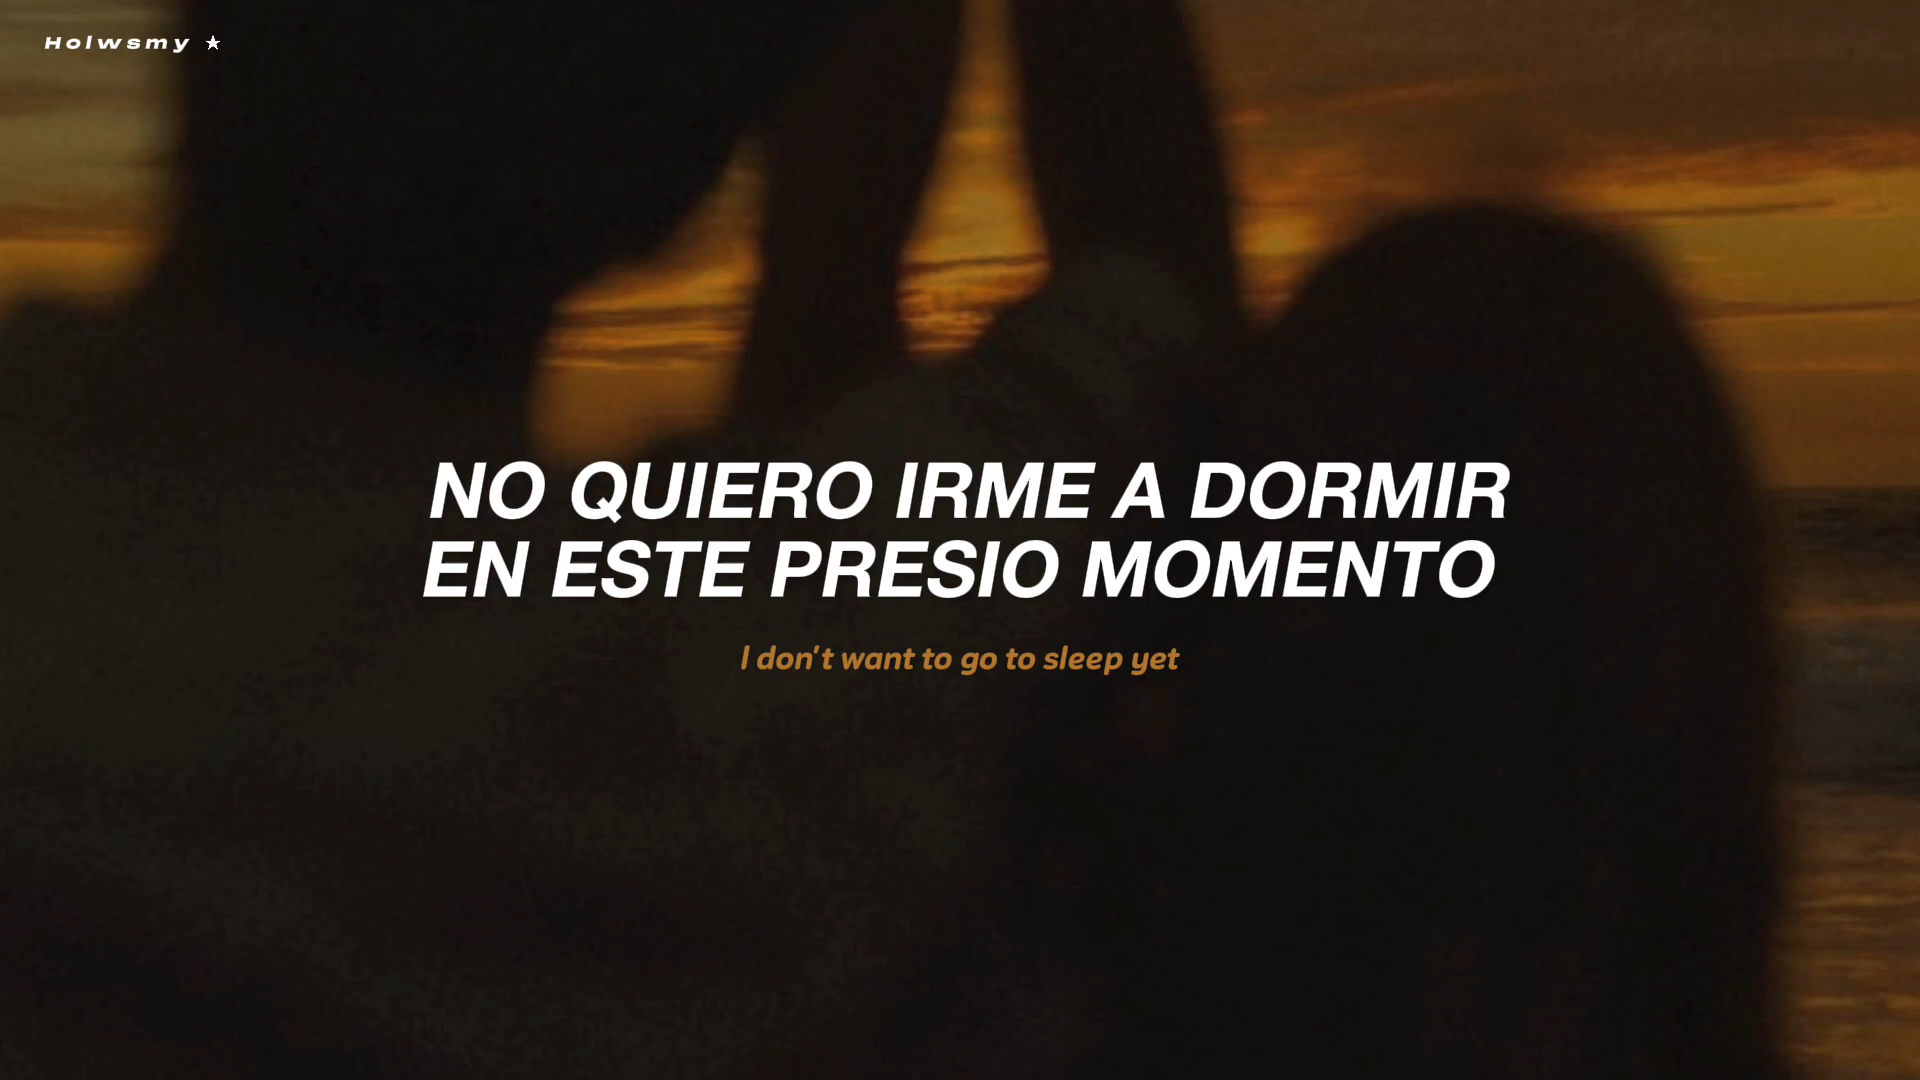 Holwsmy ★
NO QUIERO IRME A DORMIR
EN ESTE PRESIO MOMENTO
I don't want to go to sleep yet